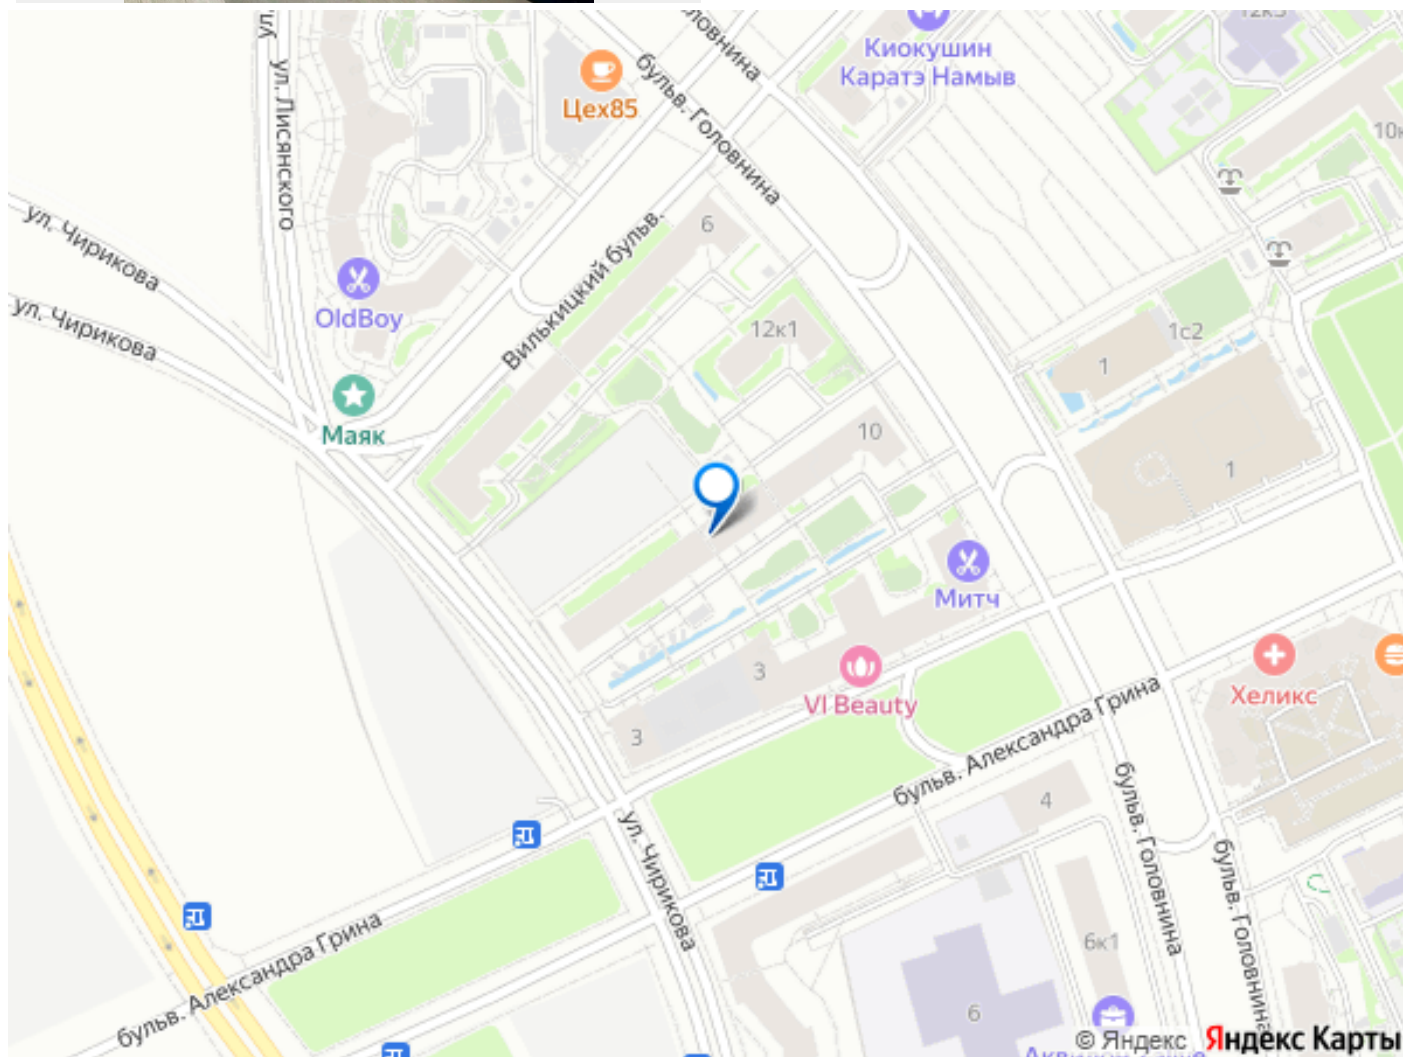 12к3
ул.
ловнина
Киокушин
Каратэ Намыв
бульв. Головнина
Цех85
ул. Лисянского
10к
ул. Чирикова
6
Вилькицкий бульв.
OldBoy
ул. Чирикова
12к1
1с2
1
Маяк
10
1
Митч
3
VI Beauty
Хеликс
3
бульв. Александра Грина
4
ул. Чирикова
бульв. Головнина
бульв. Головнина
бульв. Александра Грина
6к1
6
© Яндекс Яндекс Карты